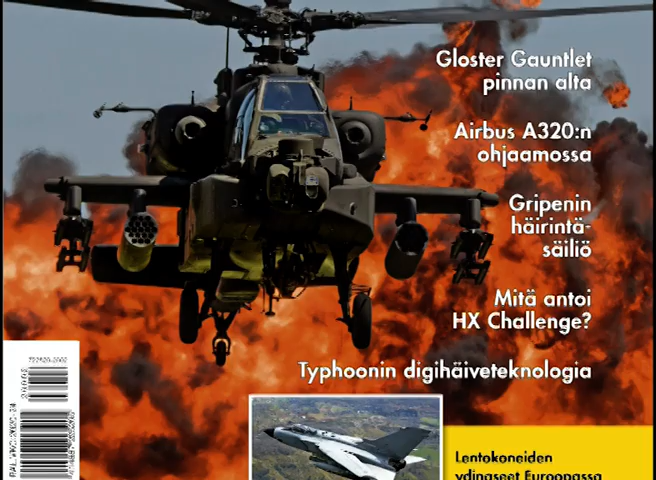 Gloster Gauntlet
pinnan alta
Airbus A320:n
ohjaamossa
Gripenin
häirintä-
säiliö
Mitä antoi
HX Challenge?
Typhoonin digihäiveteknologia
Lentokoneiden
ydinaseet Euroopassa